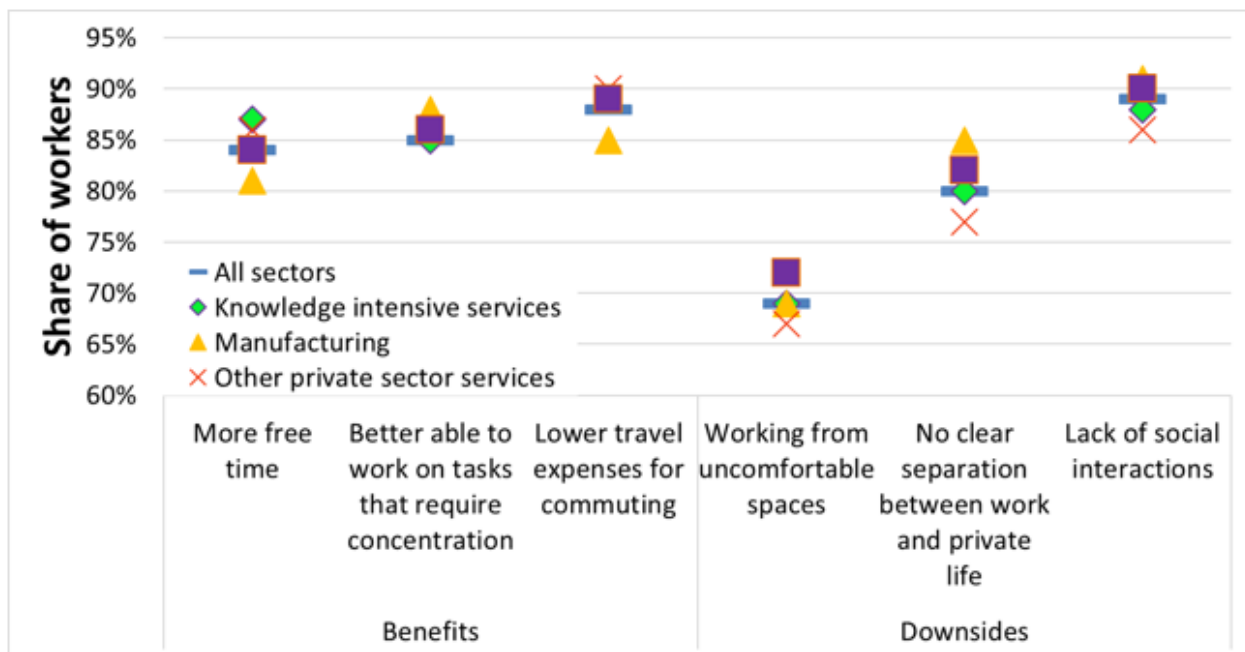 Share of workers
95%
90%
85%
80%
75%
70%
65%
60%
All sectors
Knowledge intensive services
Manufacturing
Other private sector services
More free
time
Better able to
work on tasks
that require
concentration
Lower travel
expenses for
commuting
Working from
uncomfortable
spaces
No clear
separation
between work
and private
life
Lack of social
interactions
Benefits
Downsides